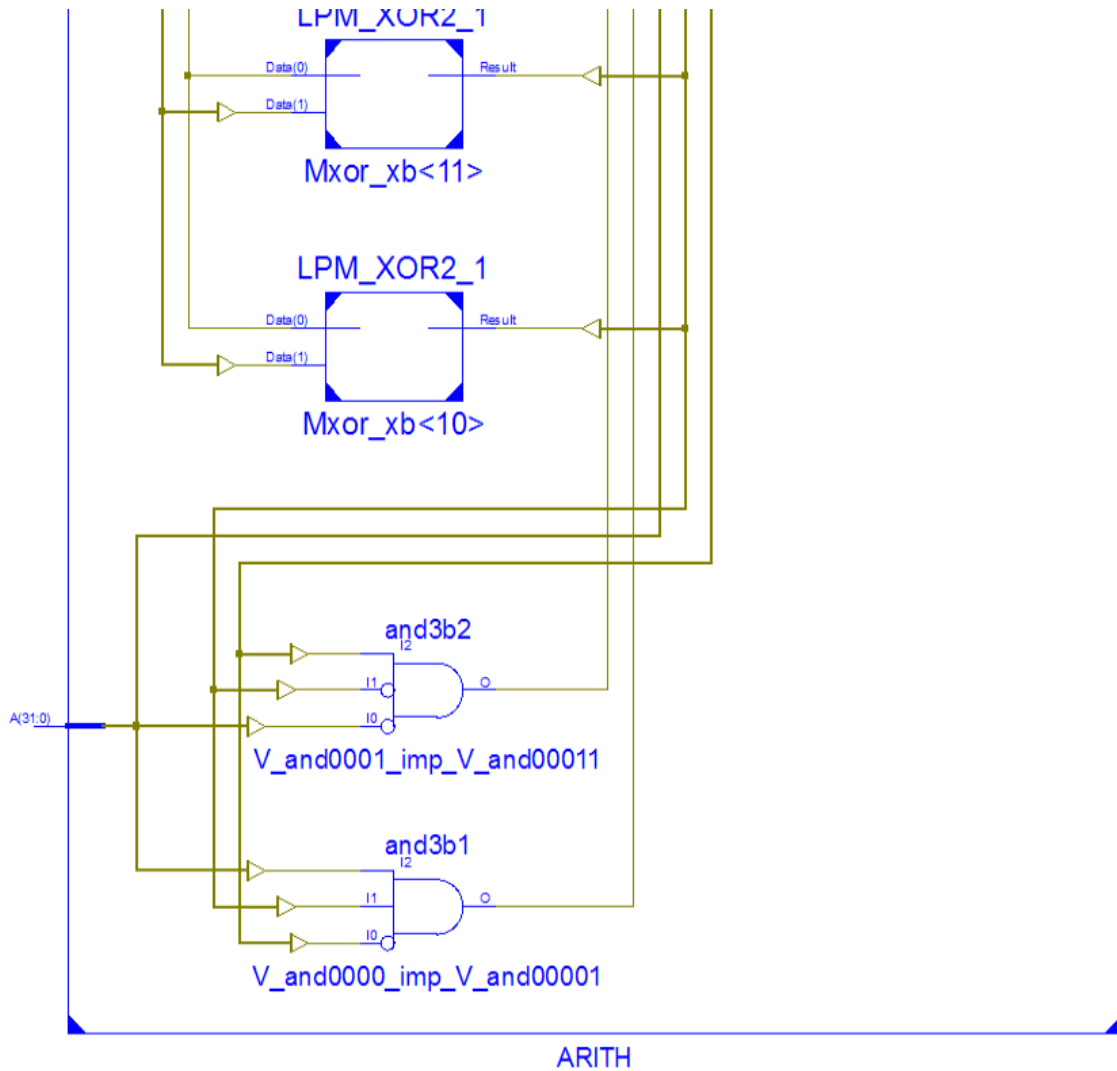 LPM_XOR2_1
Data(0)
Result
Data(1)
Mxor_xb<11>
LPM_XOR2_1
Data(0)
Result
Data(1)
Mxor_xb<10>
and3b2
I2
I1
O
I0
A(31:0)
V_and0001_imp_V_and00011
and3b1
I2
I1
O
I0
V_and0000_imp_V_and00001
ARITH